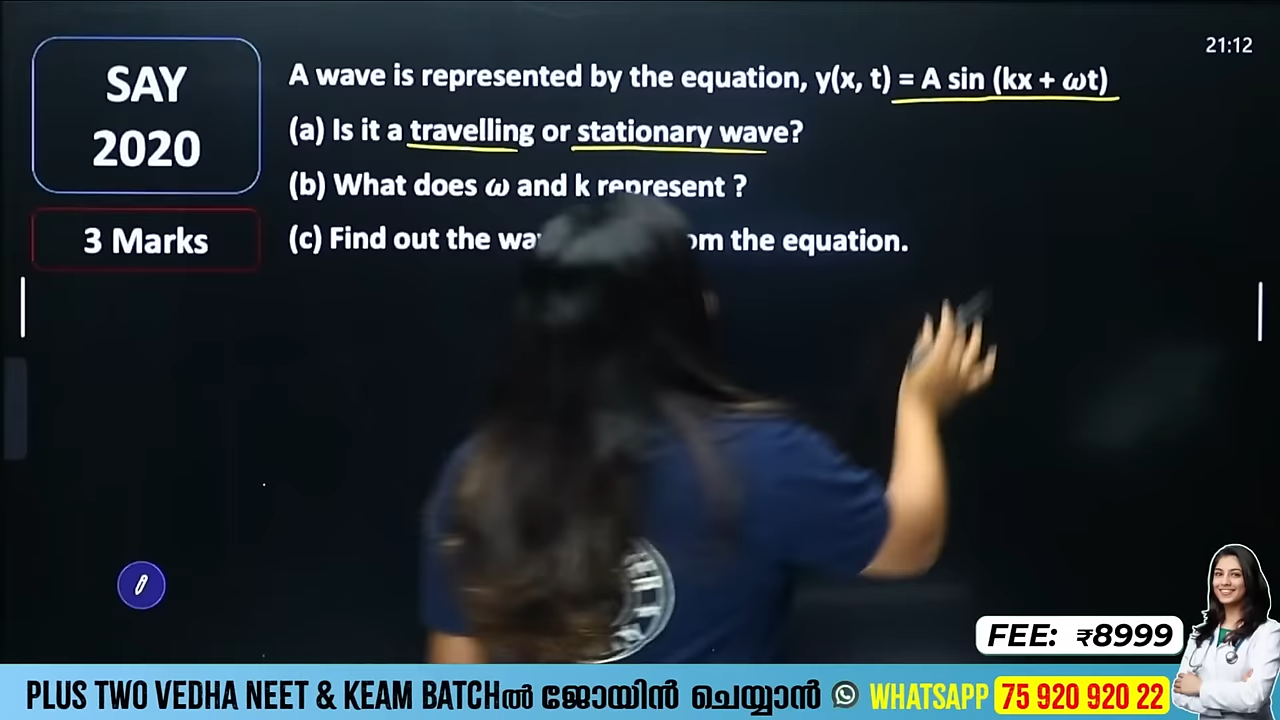 21:12
SAY
2020
3 Marks
A wave is represented by the equation, y(x, t) = A sin (kx + ωt)
(a) Is it a travelling or stationary wave?
(b) What does ω and k represent ?
(c) Find out the the equation.
FEE: ₹8999
PLUS TWO VEDHA NEET & KEAM BATCHൽ ജോയിൻ ചെയ്യാൻ WHATSAPP 75 920 920 22